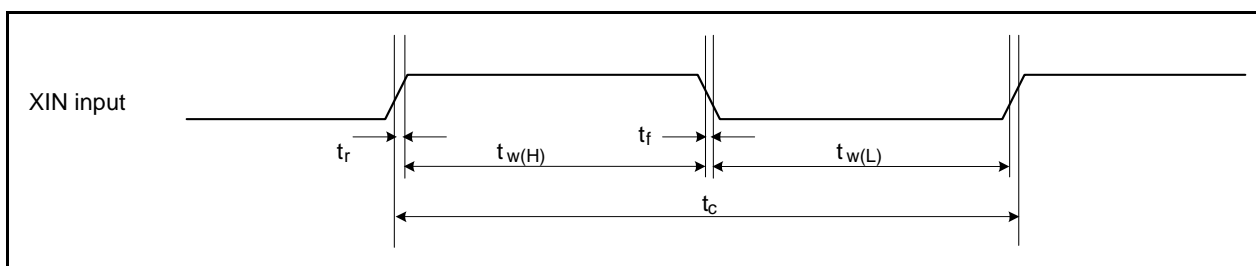 XIN input
tr
tw(H)
tf
tw(L)
tc